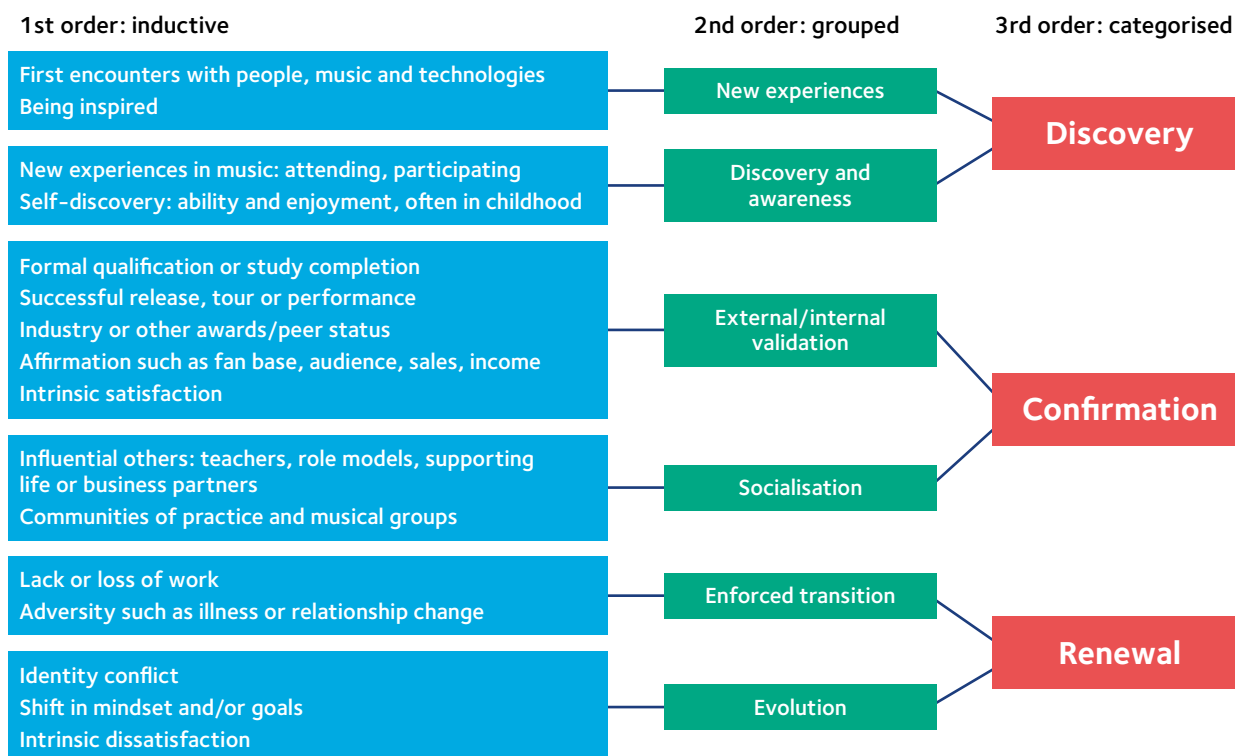 1st order: inductive
2nd order: grouped
3rd order: categorised
First encounters with people, music and technologies
Being inspired
New experiences
Discovery
New experiences in music: attending, participating
Self-discovery: ability and enjoyment, often in childhood
Discovery and
awareness
Formal qualification or study completion
Successful release, tour or performance
Industry or other awards/peer status
Affirmation such as fan base, audience, sales, income
Intrinsic satisfaction
External/internal
validation
Confirmation
Influential others: teachers, role models, supporting
life or business partners
Communities of practice and musical groups
Socialisation
Lack or loss of work
Adversity such as illness or relationship change
Enforced transition
Renewal
Identity conflict
Shift in mindset and/or goals
Intrinsic dissatisfaction
Evolution